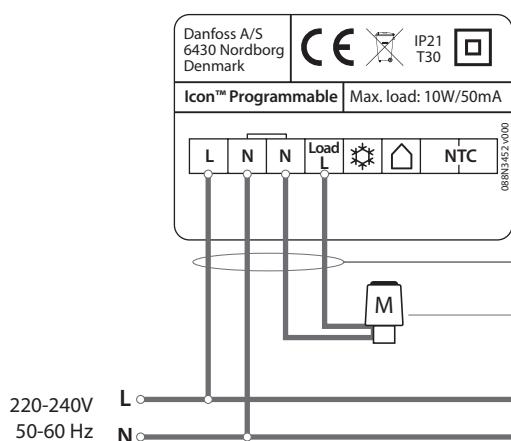 Danfoss A/S
6430 Nordborg
Denmark
IP21
T30
Icon™ Programmable
Max. load: 10W/50mA
088N3452 v000
L N N Load L NTC
M
220-240V
50-60 Hz
L
N